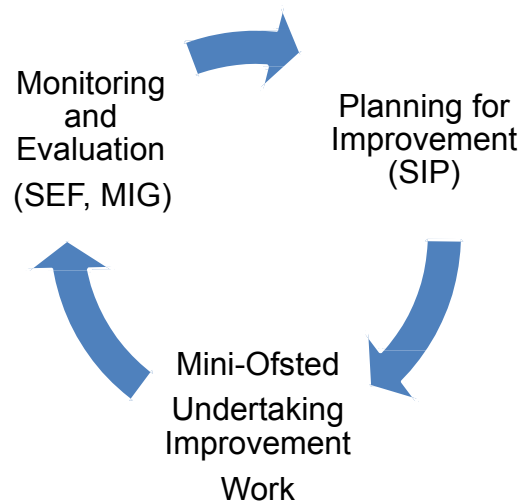 Monitoring
and
Evaluation
(SEF, MIG)
Planning for
Improvement
(SIP)
Mini-Ofsted
Undertaking
Improvement
Work